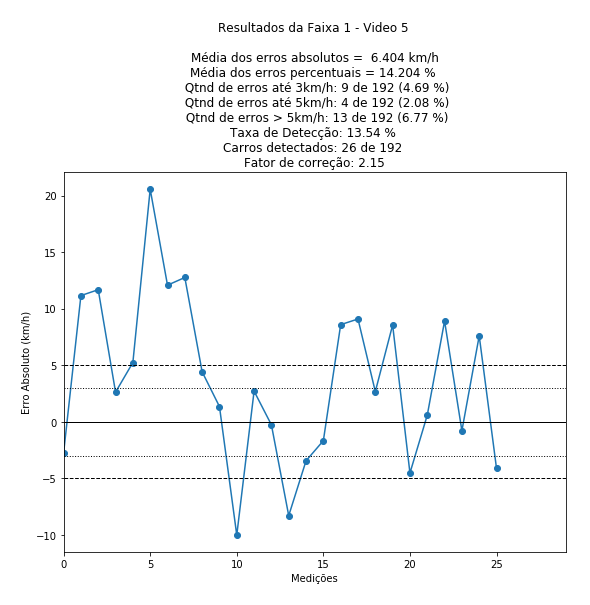 Resultados da Faixa 1 - Video 5
Média dos erros absolutos =  6.404 km/h
Média dos erros percentuais = 14.204 %
Qtnd de erros até 3km/h: 9 de 192 (4.69 %)
Qtnd de erros até 5km/h: 4 de 192 (2.08 %)
Qtnd de erros > 5km/h: 13 de 192 (6.77 %)
Taxa de Detecção: 13.54 %
Carros detectados: 26 de 192
Fator de correção: 2.15
20
15
10
5
0
−5
−10
Erro Absoluto (km/h)
0 5 10 15 20 25
Medições